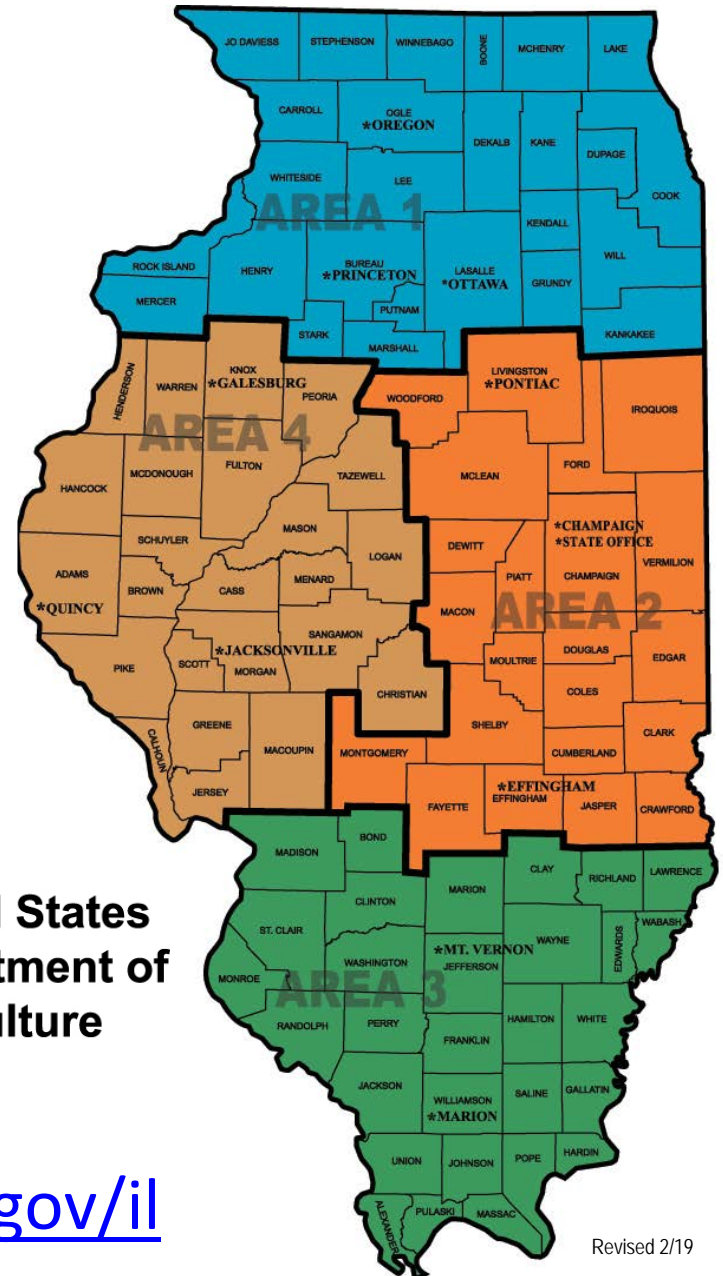 JO DAVIESS
STEPHENSON
WINNEBAGO
BOONE
MCHENRY
LAKE
CARROLL
OGLE
*OREGON
DEKALB
KANE
DUPAGE
COOK
WHITESIDE
LEE
AREA 1
KENDALL
WILL
ROCK ISLAND
HENRY
BUREAU
*PRINCETON
LASALLE
*OTTAWA
GRUNDY
MERCER
PUTNAM
STARK
MARSHALL
KANKAKEE
HENDERSON
WARREN
KNOX
*GALESBURG
PEORIA
WOODFORD
LIVINGSTON
*PONTIAC
IROQUOIS
AREA 4
HANCOCK
MCDONOUGH
FULTON
TAZEWELL
MCLEAN
FORD
SCHUYLER
MASON
LOGAN
DEWITT
*CHAMPAIGN
*STATE OFFICE
VERMILION
ADAMS
*QUINCY
BROWN
CASS
MENARD
PIATT
CHAMPAIGN
MACON
AREA 2
PIKE
SCOTT
*JACKSONVILLE
MORGAN
SANGAMON
MOULTRIE
DOUGLAS
EDGAR
CHRISTIAN
COLES
GREENE
SHELBY
CALHOUN
MACOUPIN
MONTGOMERY
CUMBERLAND
CLARK
JERSEY
FAYETTE
*EFFINGHAM
EFFINGHAM
JASPER
CRAWFORD
MADISON
BOND
CLAY
RICHLAND
LAWRENCE
MARION
CLINTON
ST. CLAIR
WABASH
EDWARDS
WAYNE
*MT. VERNON
JEFFERSON
WASHINGTON
MONROE
AREA 3
RANDOLPH
PERRY
HAMILTON
WHITE
FRANKLIN
JACKSON
WILLIAMSON
*MARION
SALINE
GALLATIN
UNION
JOHNSON
POPE
HARDIN
ALEXANDER
PULASKI
MASSAC
States
tment of
ulture
gov/il
Revised 2/19